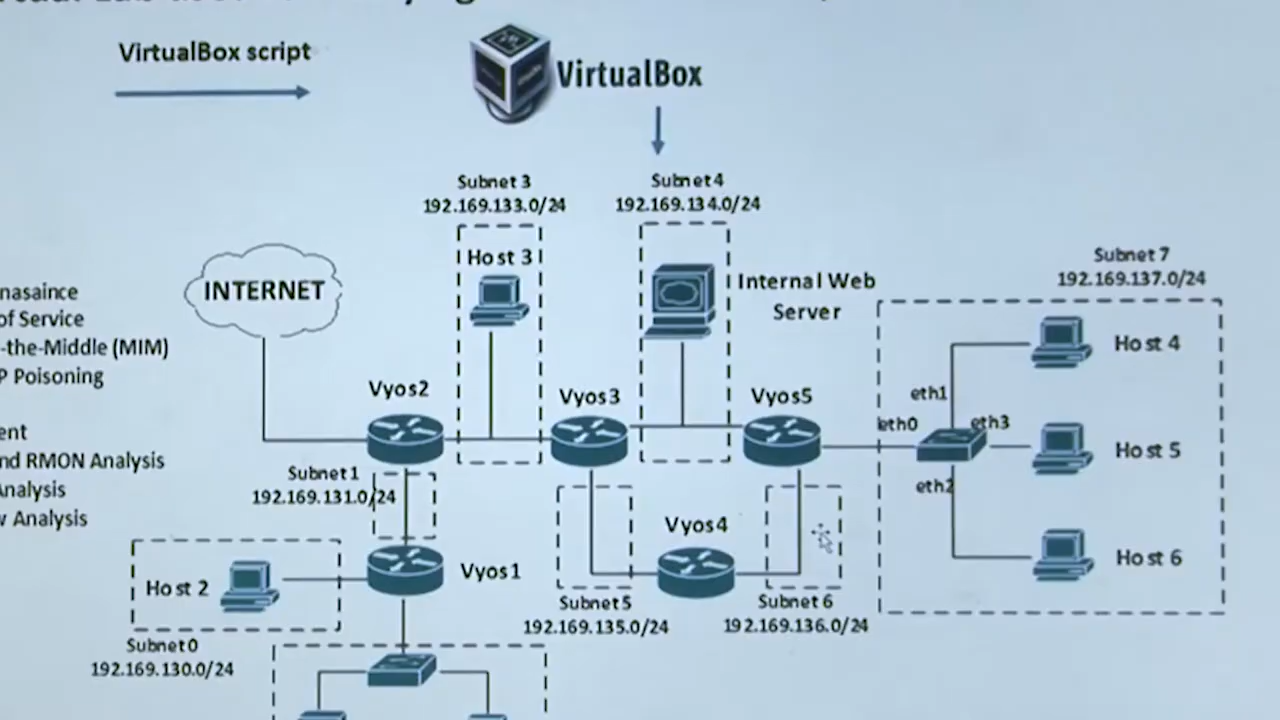 VirtualBox script
VirtualBox
Subnet 3
192.169.133.0/24
Subnet 4
192.169.134.0/24
Host 3
INTERNET
Internal Web
Server
Subnet 7
192.169.137.0/24
nasaince
of Service
-the-Middle (MIM)
P Poisoning
ent
nd RMON Analysis
Analysis
w Analysis
Vyos2
Vyos3
Vyos5
eth1
eth0
eth3
eth2
Host 4
Host 5
Host 6
Subnet 1
192.169.131.0/24
Vyos4
Host 2
Vyos1
Subnet 5
192.169.135.0/24
Subnet 6
192.169.136.0/24
Subnet 0
192.169.130.0/24